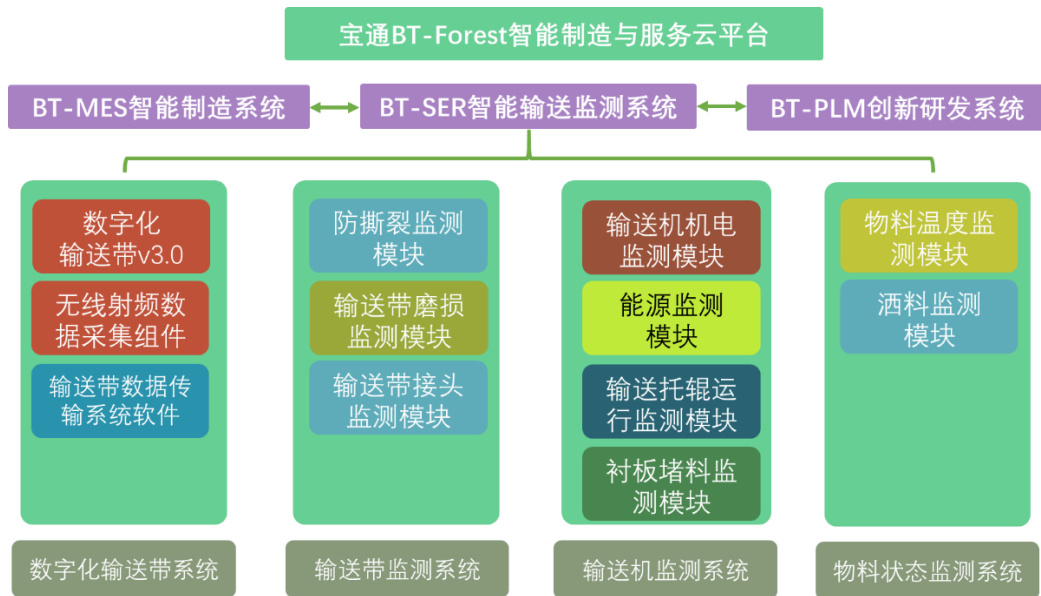 宝通BT-Forest智能制造与服务云平台
BT-MES智能制造系统
BT-SER智能输送监测系统
BT-PLM创新研发系统
数字化
输送带v3.0
无线射频数
据采集组件
输送带数据传
输系统软件
数字化输送带系统
防撕裂监测
模块
输送带磨损
监测模块
输送带接头
监测模块
输送带监测系统
输送机机电
监测模块
能源监测
模块
输送托辊运
行监测模块
衬板堵料监
测模块
输送机监测系统
物料温度监
测模块
洒料监测
模块
物料状态监测系统